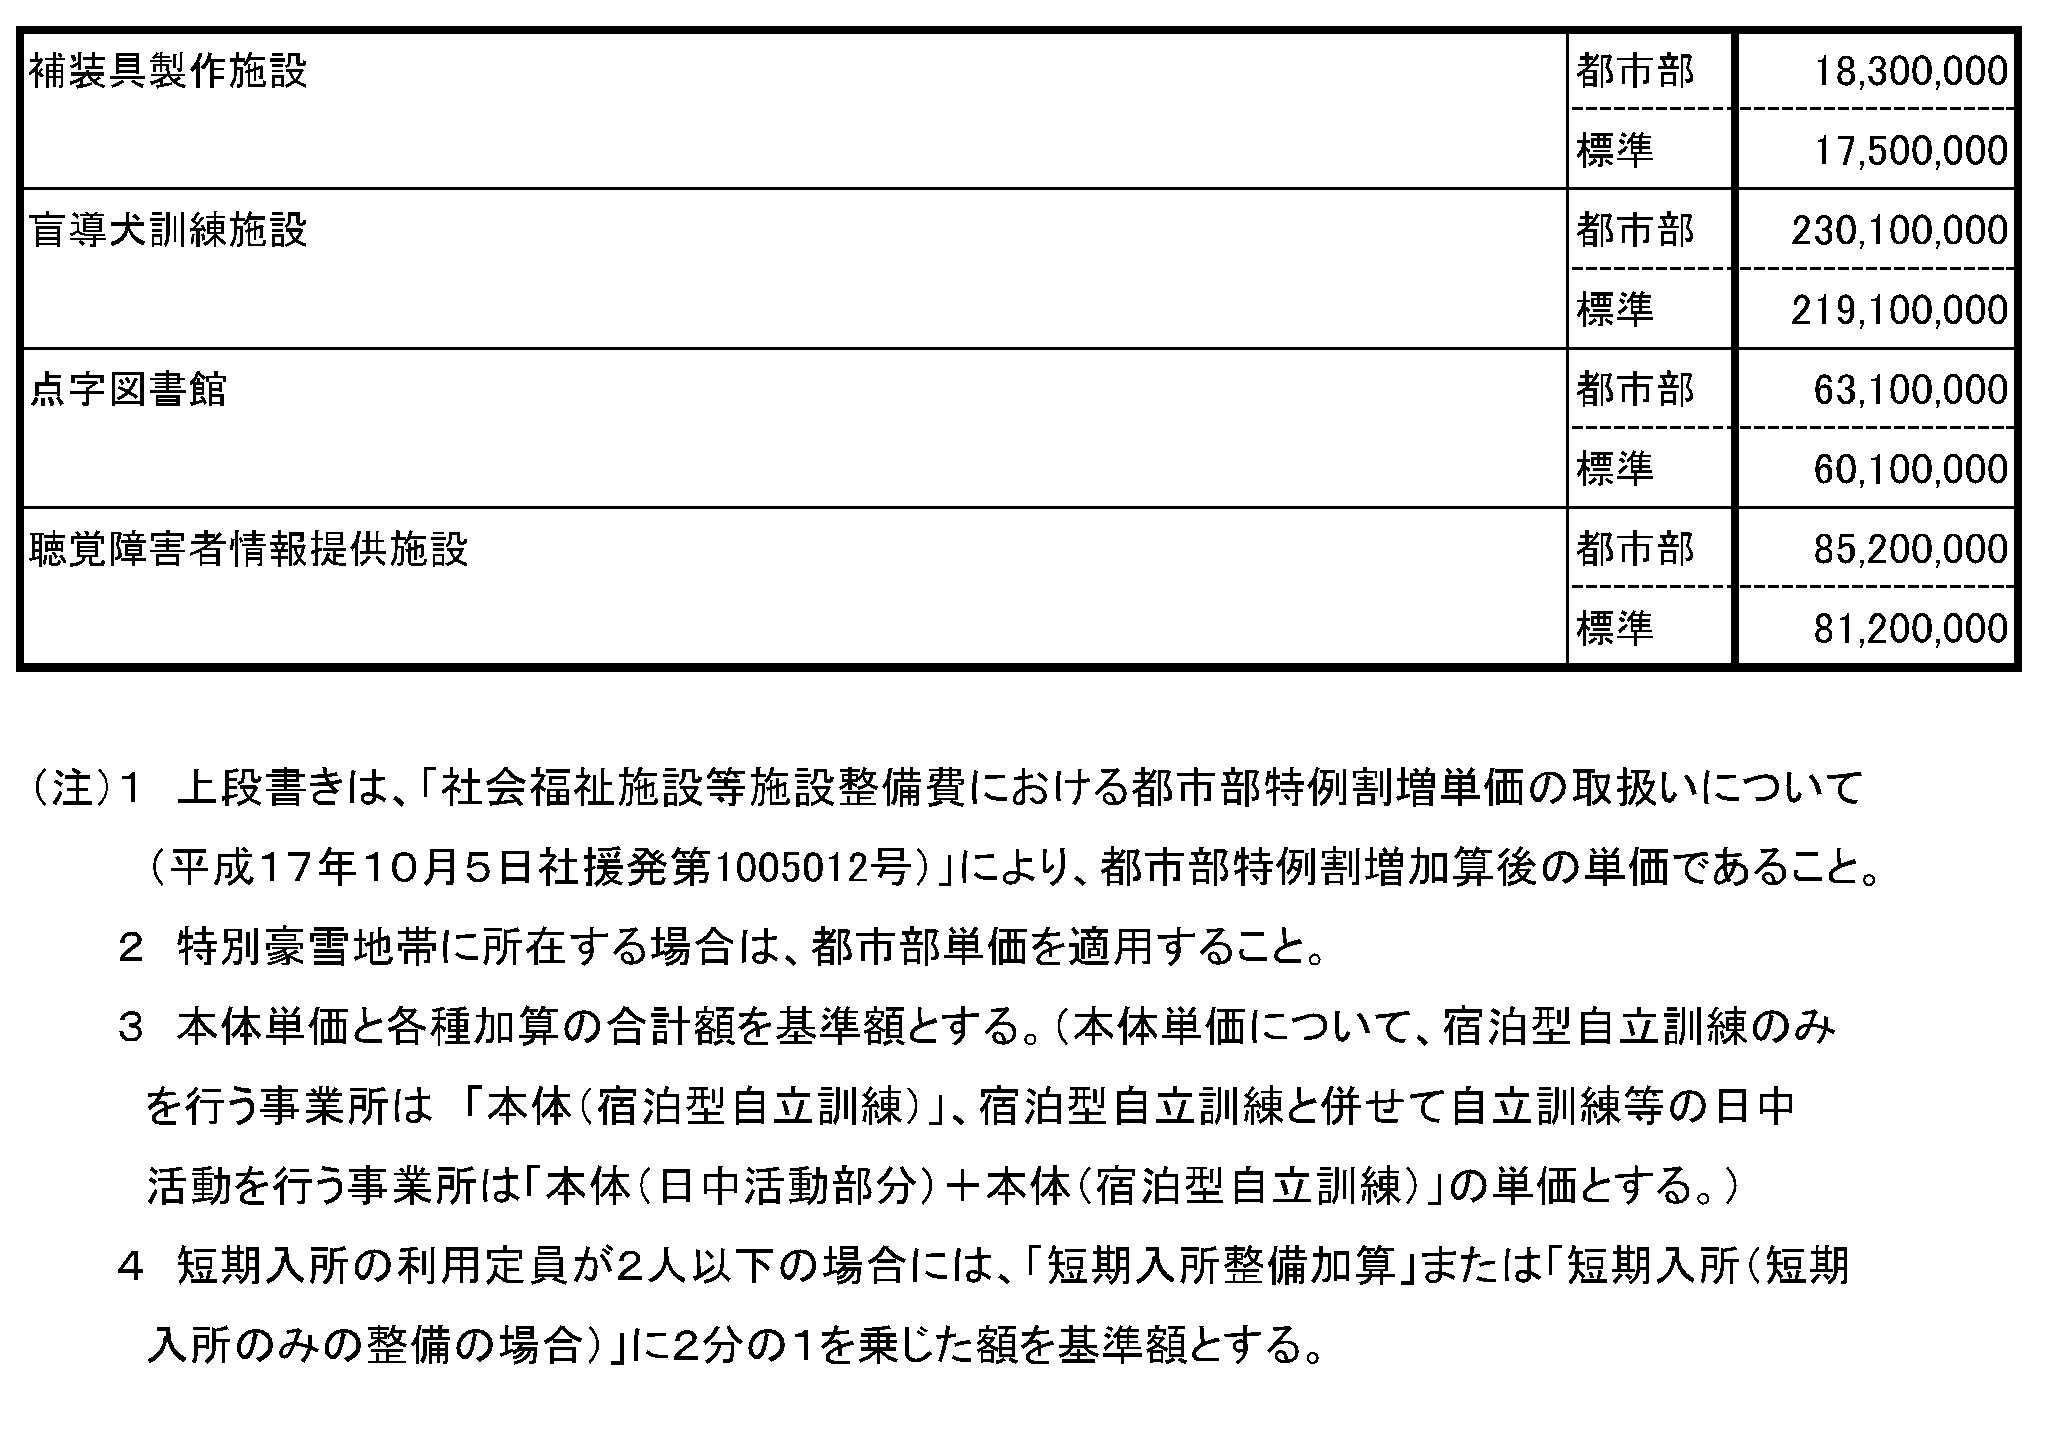 補装具製作施設 都市部 18,300,000
標準 17,500,000
盲導犬訓練施設 都市部 230,100,000
標準 219,100,000
点字図書館 都市部 63,100,000
標準 60,100,000
聴覚障害者情報提供施設 都市部 85,200,000
標準 81,200,000
（注）１　上段書きは、「社会福祉施設等施設整備費における都市部特例割増単価の取扱いについて
（平成１７年１０月５日社援発第1005012号）」により、都市部特例割増加算後の単価であること。
２　特別豪雪地帯に所在する場合は、都市部単価を適用すること。
３　本体単価と各種加算の合計額を基準額とする。（本体単価について、宿泊型自立訓練のみ
を行う事業所は　「本体（宿泊型自立訓練）」、宿泊型自立訓練と併せて自立訓練等の日中
活動を行う事業所は「本体（日中活動部分）＋本体（宿泊型自立訓練）」の単価とする。）
４　短期入所の利用定員が２人以下の場合には、「短期入所整備加算」または「短期入所（短期
入所のみの整備の場合）」に２分の１を乗じた額を基準額とする。